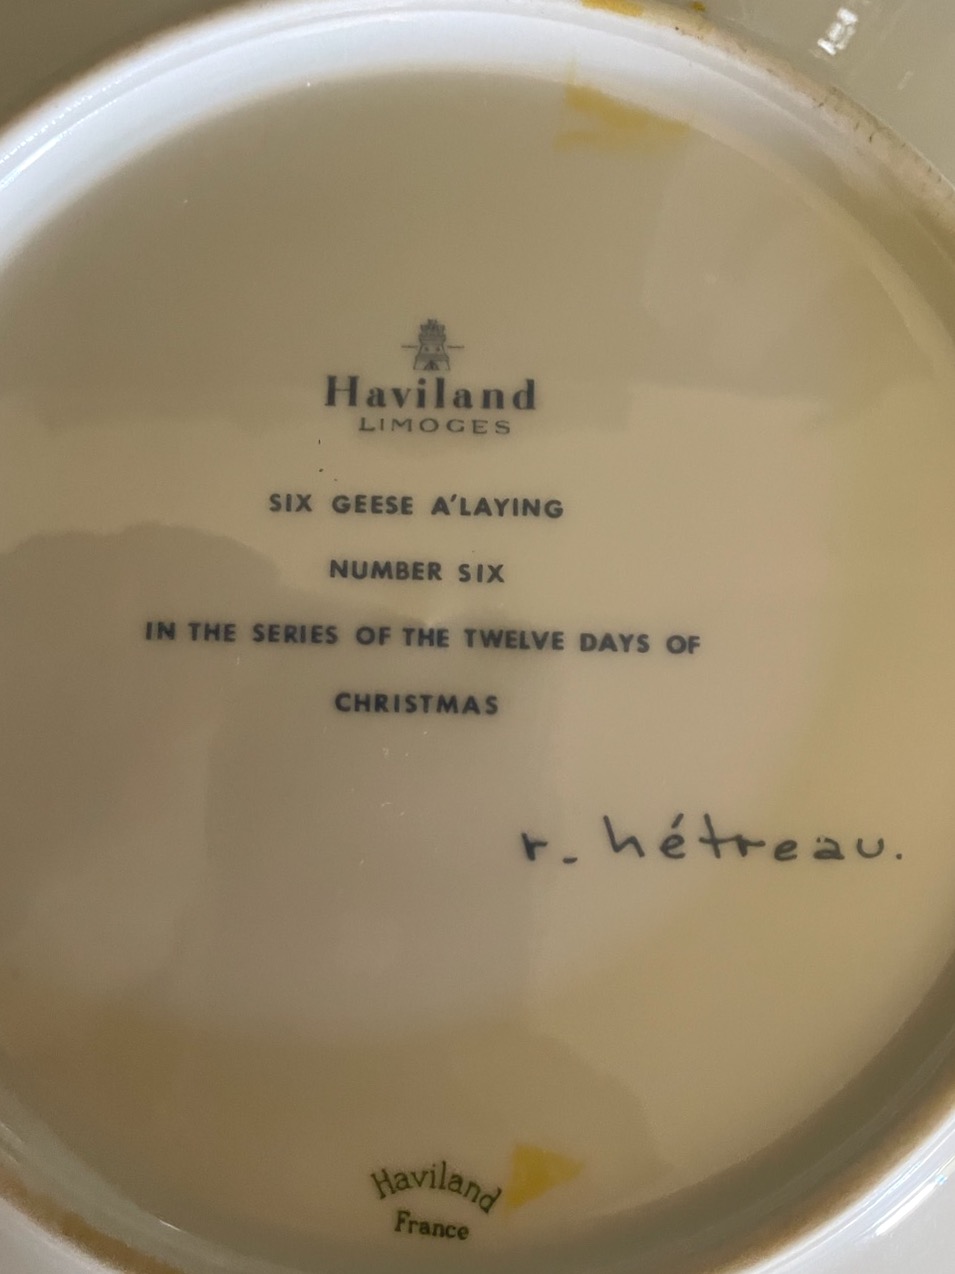 Haviland
LIMOGES
SIX GEESE A'LAYING
NUMBER SIX
IN THE SERIES OF THE TWELVE DAYS OF
CHRISTMAS
r. hétreau.
Haviland
France